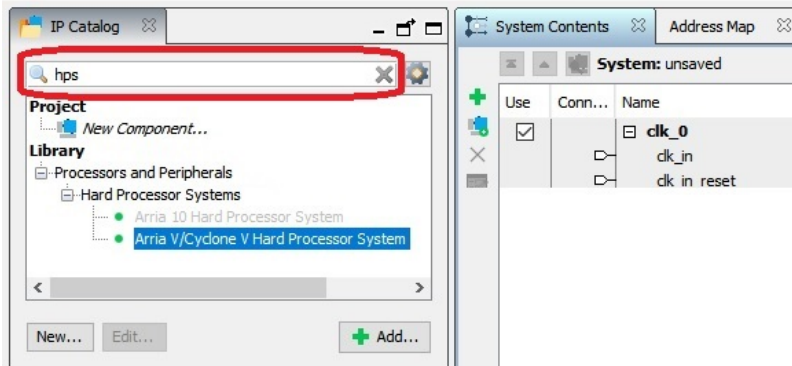 IP Catalog
hps
Project
New Component...
Library
Processors and Peripherals
Hard Processor Systems
Arria 10 Hard Processor System
Arria V/Cyclone V Hard Processor System
New... Edit... Add...
System Contents Address Map
System: unsaved
Use Conn... Name
clk_0
clk_in
clk_in_reset